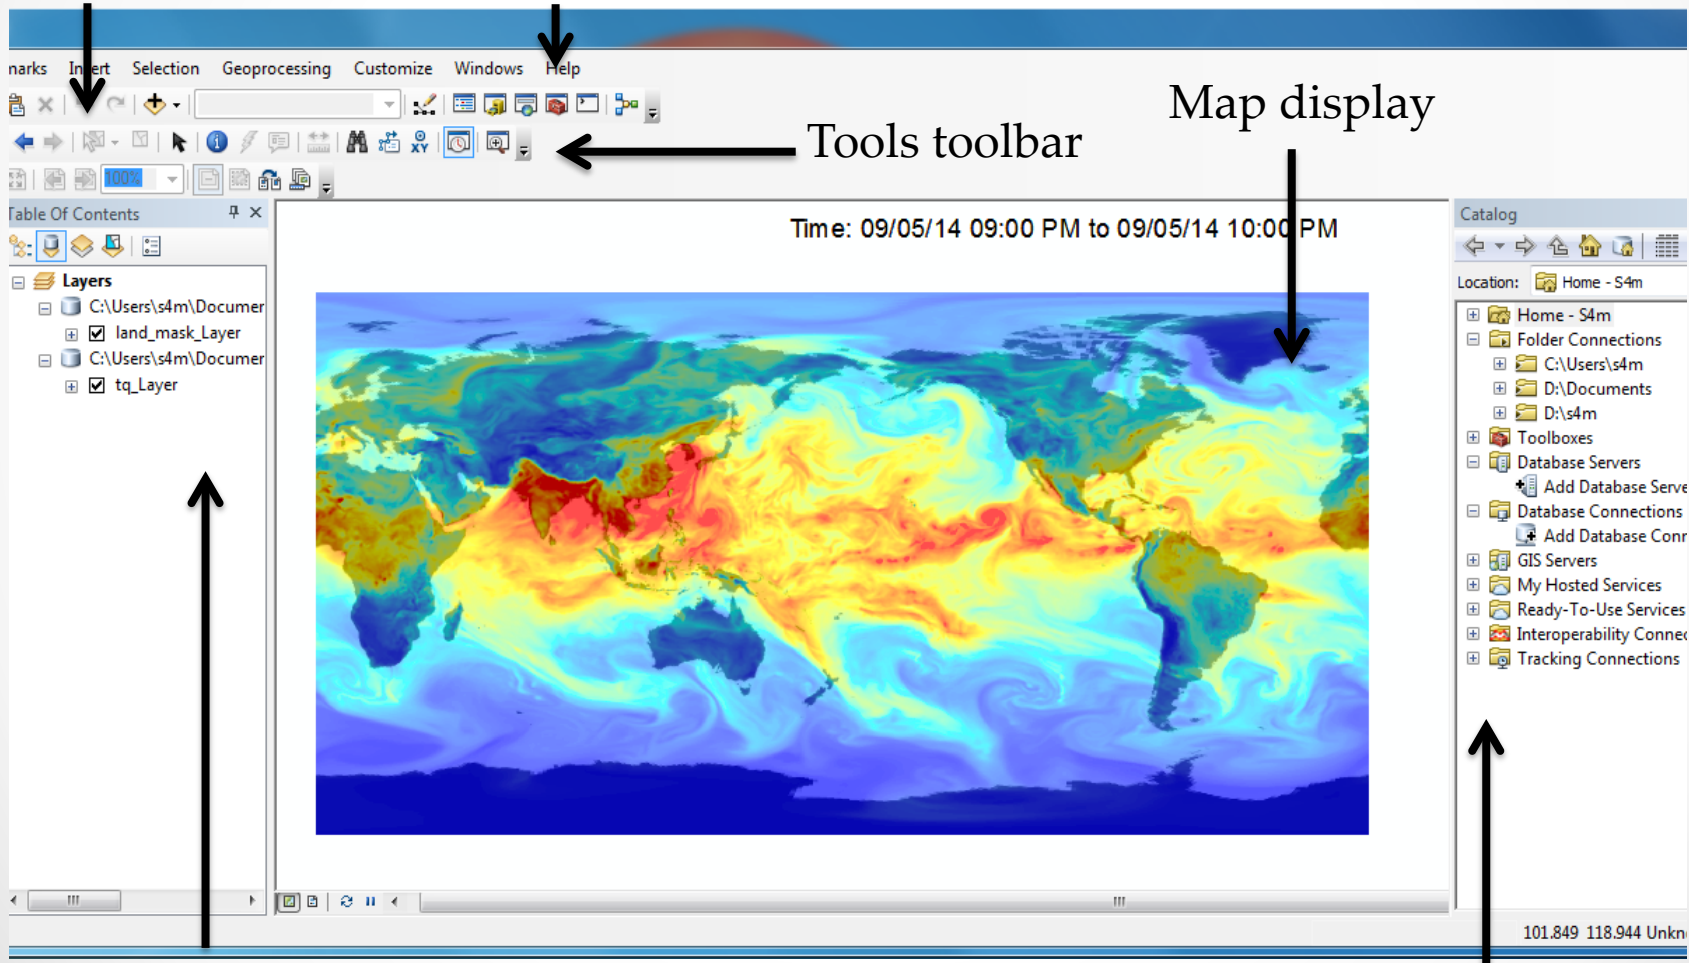 marks Insert Selection Geoprocessing Customize Windows Help
Map display
Tools toolbar
XY
100%
Table Of Contents
Layers
C:\Users\s4m\Documer
land_mask_Layer
C:\Users\s4m\Documer
tq_Layer
Time: 09/05/14 09:00 PM to 09/05/14 10:00 PM
Catalog
Location: Home - S4m
Home - S4m
Folder Connections
C:\Users\s4m
D:\Documents
D:\s4m
Toolboxes
Database Servers
Add Database Serve
Database Connections
Add Database Conr
GIS Servers
My Hosted Services
Ready-To-Use Services
Interoperability Connec
Tracking Connections
101.849 118.944 Unkn